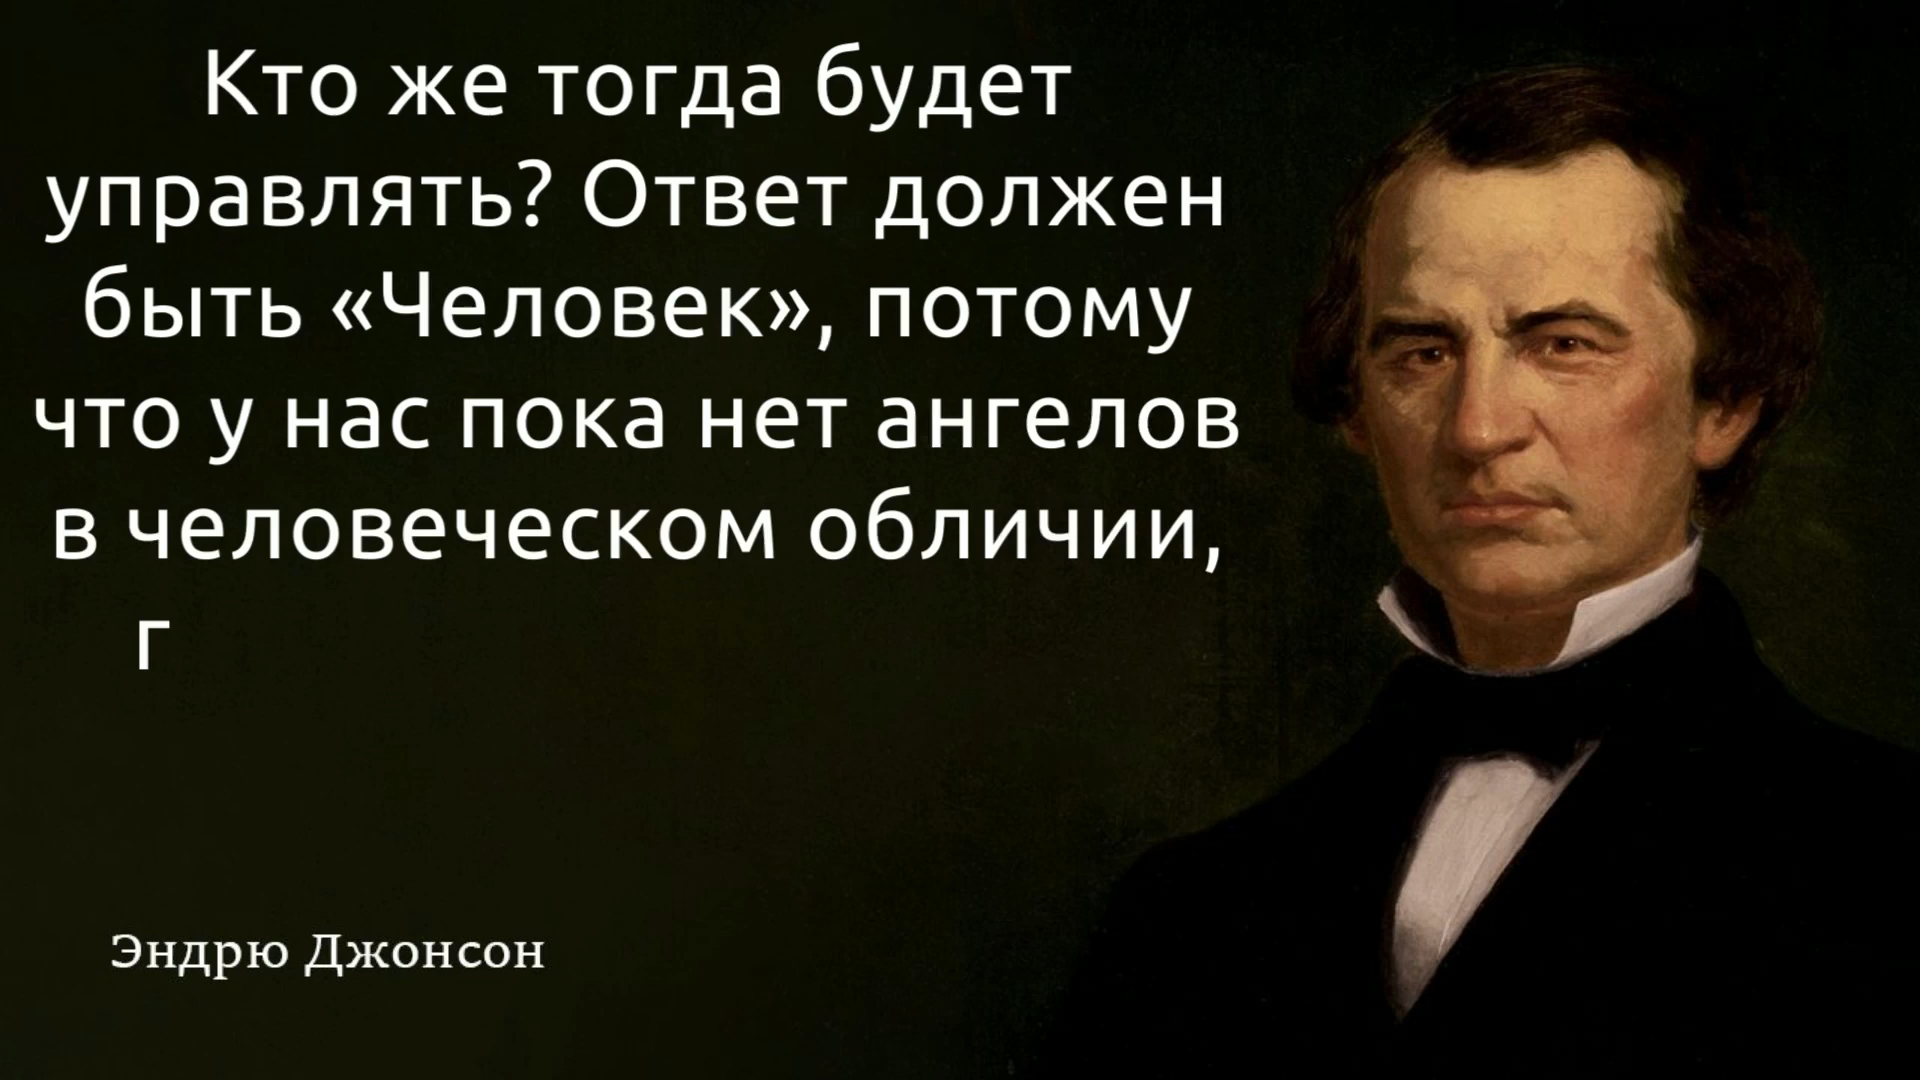 Кто же тогда будет
управлять? Ответ должен
быть «Человек», потому
что у нас пока нет ангелов
в человеческом обличии,
г
Эндрю Джонсон